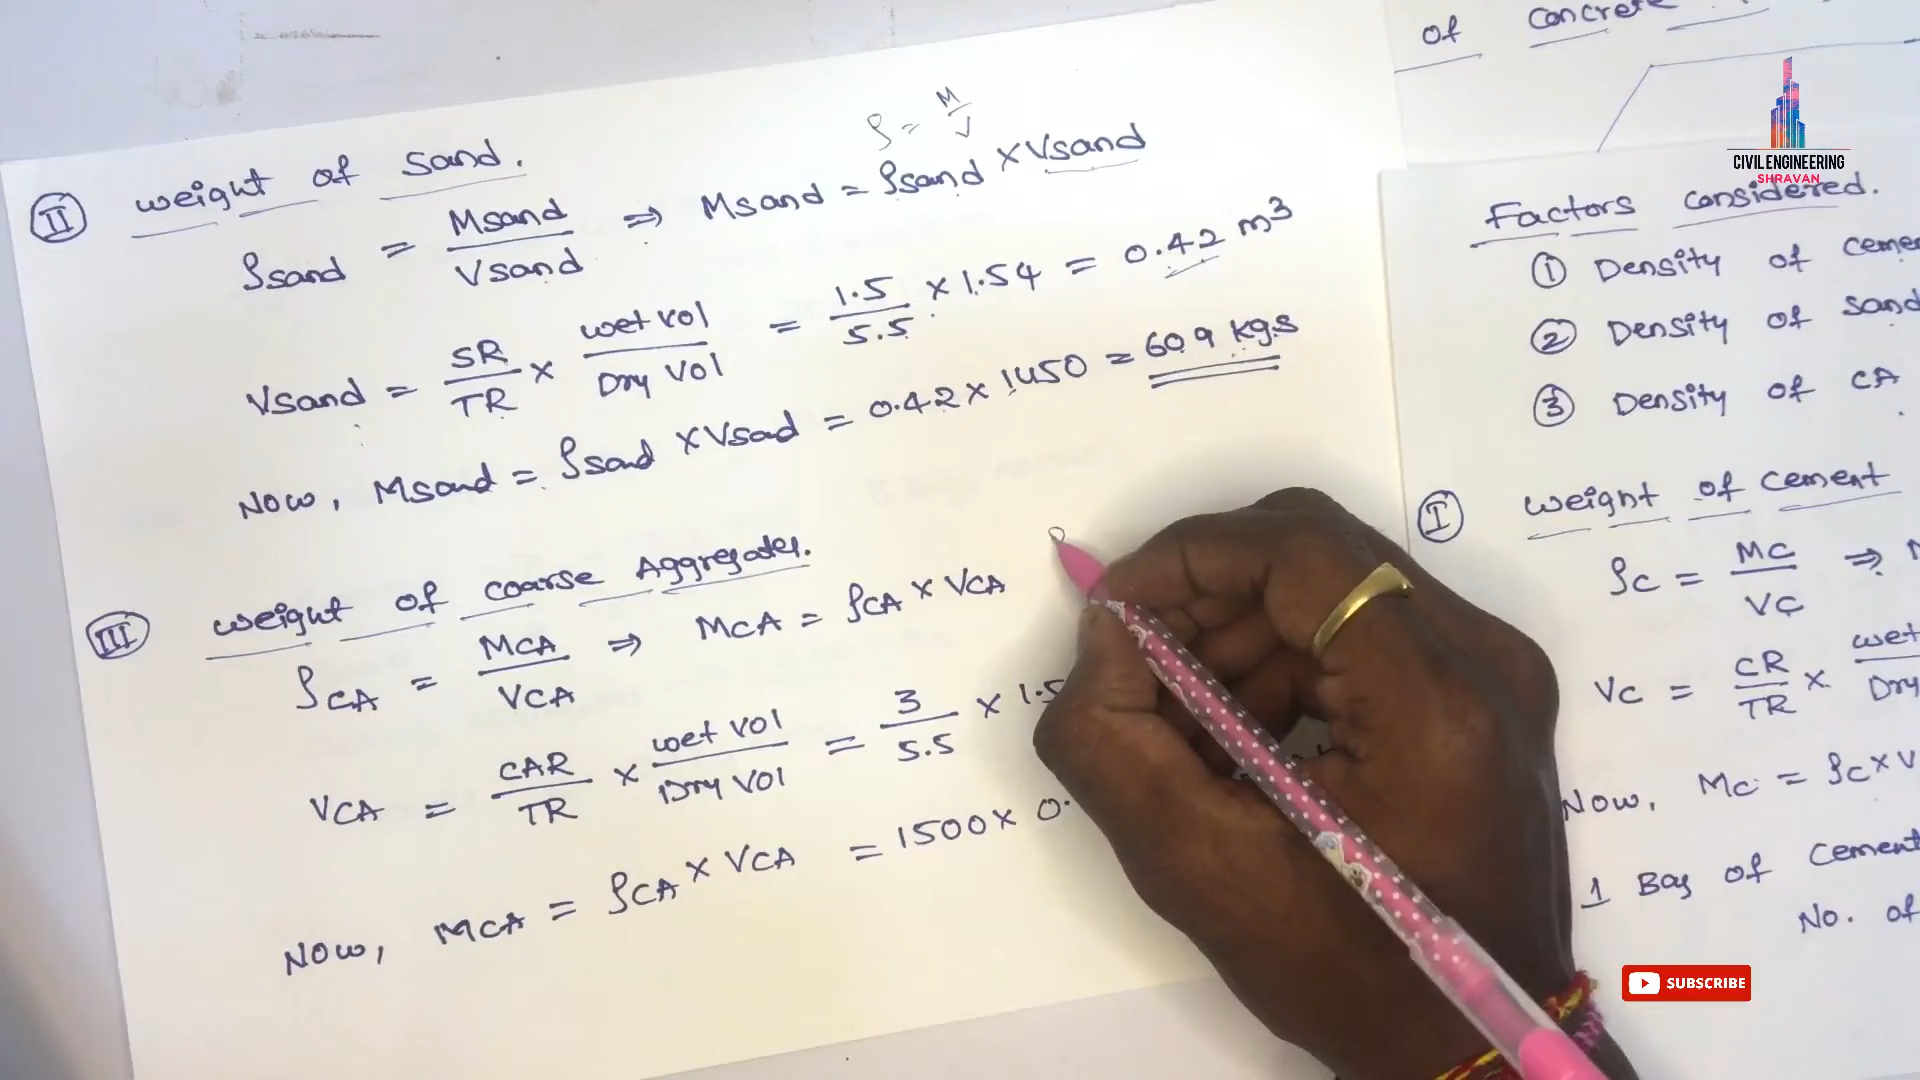 of concrete
CIVIL ENGINEERING
SHRAVAN
ρ = M/V
II weight of sand.
ρsand = Msand/Vsand ⇒ Msand = ρsand × Vsand
Vsand = SR/TR × wet vol/Dry Vol = 1.5/5.5 × 1.54 = 0.42 m³
Now, Msand = ρsand × Vsad = 0.42 × 1450 = 609 kgs
III weight of coarse Aggregates.
ρCA = MCA/VCA ⇒ MCA = ρCA × VCA
VCA = CAR/TR × wet vol/Dry Vol = 3/5.5 × 1.5
Now, MCA = ρCA × VCA = 1500 × 0.
Factors considered.
① Density of cemen
② Density of sand
③ Density of CA
I weight of cement
ρc = Mc/Vc ⇒
Vc = CR/TR × wet/Dry
Now, Mc = ρc × V
1 Bag of cement
No. of
SUBSCRIBE